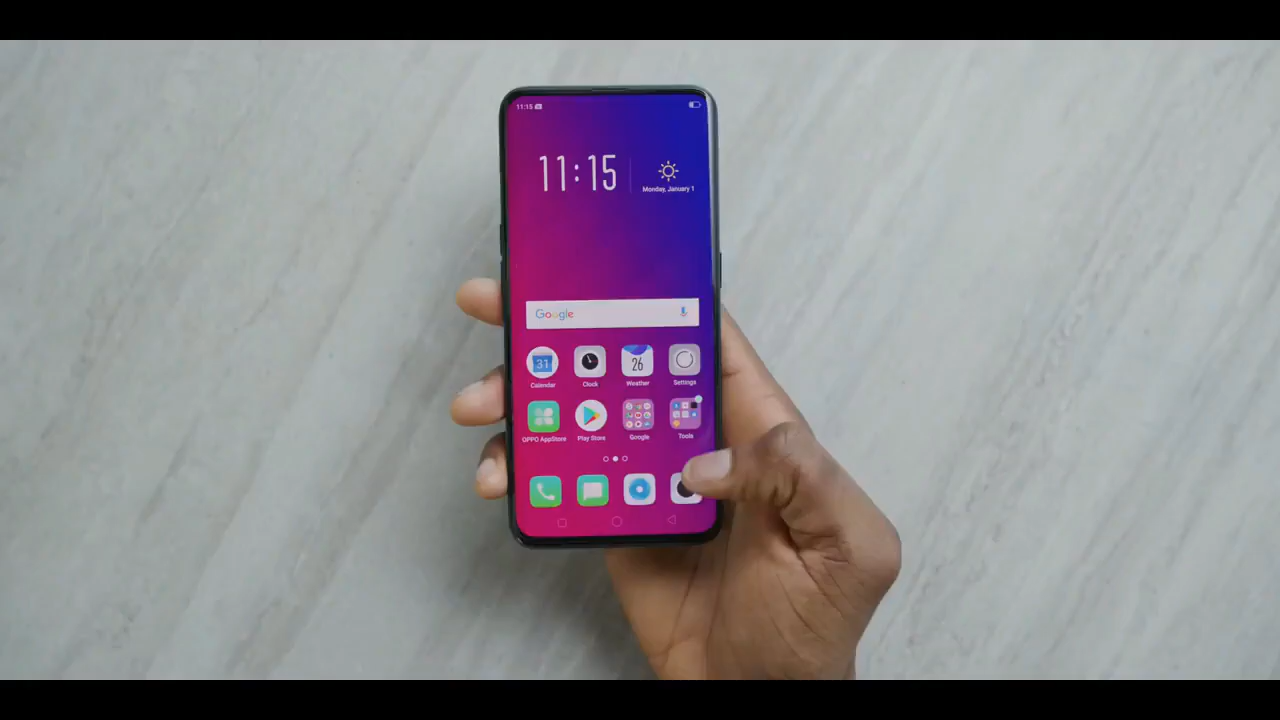 11:15
11:15
Monday, January 1
Google
31
26
Calendar Clock Weather Settings
OPPO AppStore Play Store Google Tools